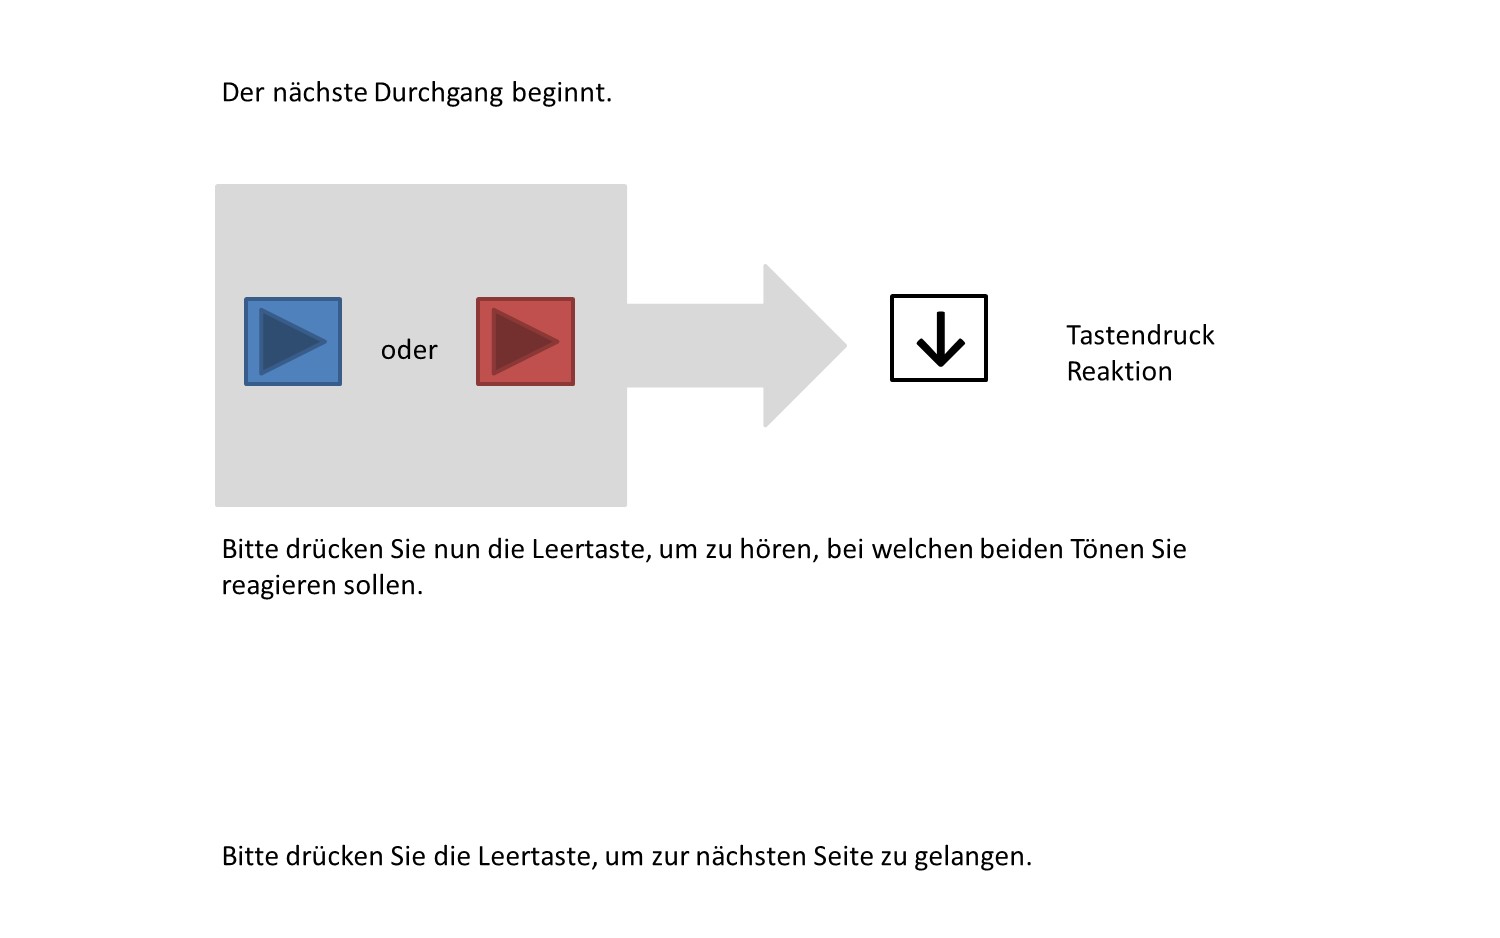 Der nächste Durchgang beginnt.
oder
Tastendruck
Reaktion
Bitte drücken Sie nun die Leertaste, um zu hören, bei welchen beiden Tönen Sie
reagieren sollen.
Bitte drücken Sie die Leertaste, um zur nächsten Seite zu gelangen.